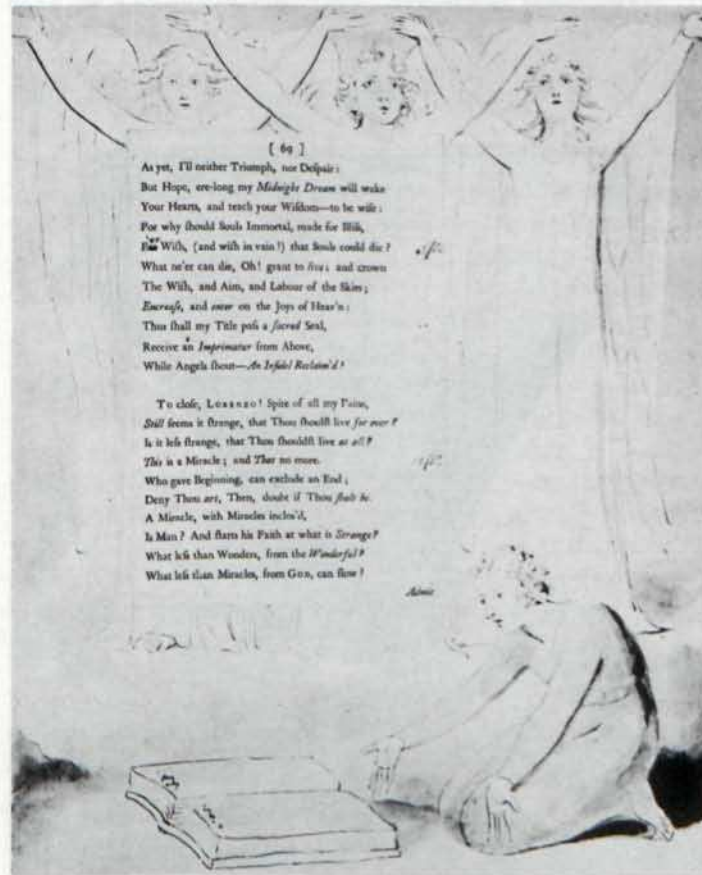 [ 69 ]
As yet, I'll neither Triumph, nor Deſpair:
But Hope, ere-long my Midnight Dream will wake
Your Hearts, and teach your Wiſdom—to be wiſe:
For why ſhould Souls Immortal, made for Bliſs,
Wiſh, (and wiſh in vain!) that Souls could die?
What ne'er can die, Oh! grant to live; and crown
The Wiſh, and Aim, and Labour of the Skies;
Encreaſe, and enter on the Joys of Heav'n:
Thus ſhall my Title paſs a ſacred Seal,
Receive an Imprimatur from Above,
While Angels ſhout—An Infidel Reclaim'd!
To cloſe, LORENZO! Spite of all my Pains,
Still ſeems it ſtrange, that Thou ſhouldſt live for ever?
Is it leſs ſtrange, that Thou ſhouldſt live at all?
This is a Miracle; and That no more.
Who gave Beginning, can exclude an End;
Deny Thou art, Then, doubt if Thou ſhalt be.
A Miracle, with Miracles inclos'd,
Is Man? And ſtarts his Faith at what is Strange?
What leſs than Wonders, from the Wonderful?
What leſs than Miracles, from GOD, can flow?
Admit